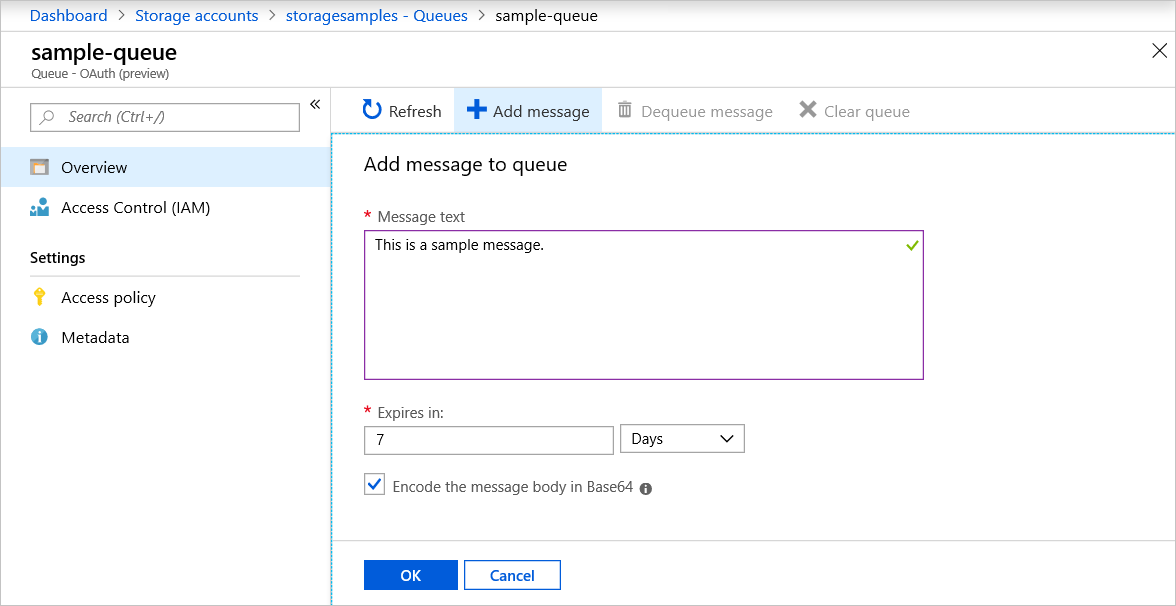 Dashboard > Storage accounts > storagesamples - Queues > sample-queue
sample-queue
Queue - OAuth (preview)
Search (Ctrl+/)
«
Refresh Add message Dequeue message Clear queue
Overview
Access Control (IAM)
Settings
Access policy
Metadata
Add message to queue
* Message text
This is a sample message.
* Expires in:
7 Days
Encode the message body in Base64
OK Cancel